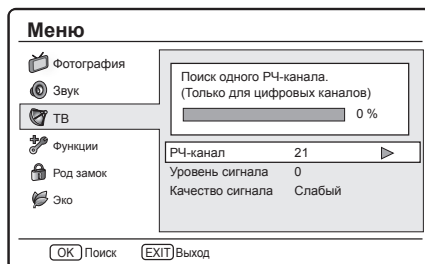 Меню
Фотография
Звук
ТВ
Функции
Род замок
Эко
Поиск одного РЧ-канала.
(Только для цифровых каналов)
0 %
РЧ-канал 21
Уровень сигнала 0
Качество сигнала Слабый
OK Поиск EXIT Выход